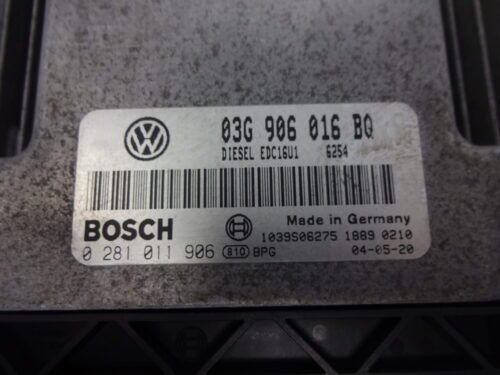 03G 906 016 BQ
DIESEL EDC16U1 6254
BOSCH
Made in Germany
1039S06275 1889 0210
0 281 011 906 810 BPG 04-05-20